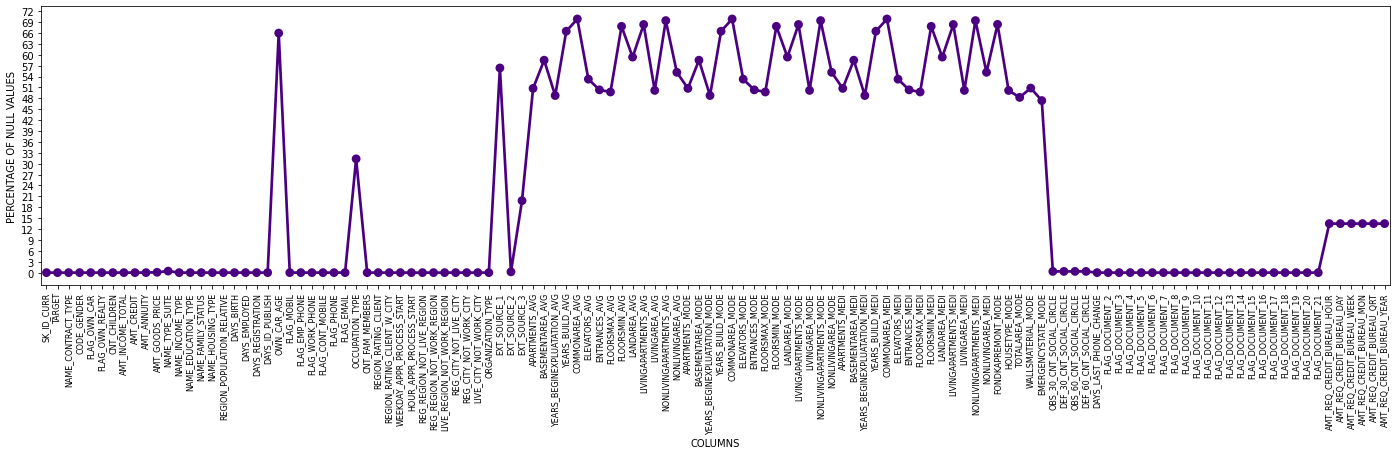 PERCENTAGE OF NULL VALUES
72
69
66
63
60
57
54
51
48
45
42
39
36
33
30
27
24
21
18
15
12
9
6
3
0
SK_ID_CURR
TARGET
NAME_CONTRACT_TYPE
CODE_GENDER
FLAG_OWN_CAR
FLAG_OWN_REALTY
CNT_CHILDREN
AMT_INCOME_TOTAL
AMT_CREDIT
AMT_ANNUITY
AMT_GOODS_PRICE
NAME_TYPE_SUITE
NAME_INCOME_TYPE
NAME_EDUCATION_TYPE
NAME_FAMILY_STATUS
NAME_HOUSING_TYPE
REGION_POPULATION_RELATIVE
DAYS_BIRTH
DAYS_EMPLOYED
DAYS_REGISTRATION
DAYS_ID_PUBLISH
OWN_CAR_AGE
FLAG_MOBIL
FLAG_EMP_PHONE
FLAG_WORK_PHONE
FLAG_CONT_MOBILE
FLAG_PHONE
FLAG_EMAIL
OCCUPATION_TYPE
CNT_FAM_MEMBERS
REGION_RATING_CLIENT
REGION_RATING_CLIENT_W_CITY
WEEKDAY_APPR_PROCESS_START
HOUR_APPR_PROCESS_START
REG_REGION_NOT_LIVE_REGION
REG_REGION_NOT_WORK_REGION
LIVE_REGION_NOT_WORK_REGION
REG_CITY_NOT_LIVE_CITY
REG_CITY_NOT_WORK_CITY
LIVE_CITY_NOT_WORK_CITY
ORGANIZATION_TYPE
EXT_SOURCE_1
EXT_SOURCE_2
EXT_SOURCE_3
APARTMENTS_AVG
BASEMENTAREA_AVG
YEARS_BEGINEXPLUATATION_AVG
YEARS_BUILD_AVG
COMMONAREA_AVG
ELEVATORS_AVG
ENTRANCES_AVG
FLOORSMAX_AVG
FLOORSMIN_AVG
LANDAREA_AVG
LIVINGAPARTMENTS_AVG
LIVINGAREA_AVG
NONLIVINGAPARTMENTS_AVG
NONLIVINGAREA_AVG
APARTMENTS_MODE
BASEMENTAREA_MODE
YEARS_BEGINEXPLUATATION_MODE
YEARS_BUILD_MODE
COMMONAREA_MODE
ELEVATORS_MODE
ENTRANCES_MODE
FLOORSMAX_MODE
FLOORSMIN_MODE
LANDAREA_MODE
LIVINGAPARTMENTS_MODE
LIVINGAREA_MODE
NONLIVINGAPARTMENTS_MODE
NONLIVINGAREA_MODE
APARTMENTS_MEDI
BASEMENTAREA_MEDI
YEARS_BEGINEXPLUATATION_MEDI
YEARS_BUILD_MEDI
COMMONAREA_MEDI
ELEVATORS_MEDI
ENTRANCES_MEDI
FLOORSMAX_MEDI
FLOORSMIN_MEDI
LANDAREA_MEDI
LIVINGAPARTMENTS_MEDI
LIVINGAREA_MEDI
NONLIVINGAPARTMENTS_MEDI
NONLIVINGAREA_MEDI
FONDKAPREMONT_MODE
HOUSETYPE_MODE
TOTALAREA_MODE
WALLSMATERIAL_MODE
EMERGENCYSTATE_MODE
OBS_30_CNT_SOCIAL_CIRCLE
DEF_30_CNT_SOCIAL_CIRCLE
OBS_60_CNT_SOCIAL_CIRCLE
DEF_60_CNT_SOCIAL_CIRCLE
DAYS_LAST_PHONE_CHANGE
FLAG_DOCUMENT_2
FLAG_DOCUMENT_3
FLAG_DOCUMENT_4
FLAG_DOCUMENT_5
FLAG_DOCUMENT_6
FLAG_DOCUMENT_7
FLAG_DOCUMENT_8
FLAG_DOCUMENT_9
FLAG_DOCUMENT_10
FLAG_DOCUMENT_11
FLAG_DOCUMENT_12
FLAG_DOCUMENT_13
FLAG_DOCUMENT_14
FLAG_DOCUMENT_15
FLAG_DOCUMENT_16
FLAG_DOCUMENT_17
FLAG_DOCUMENT_18
FLAG_DOCUMENT_19
FLAG_DOCUMENT_20
FLAG_DOCUMENT_21
AMT_REQ_CREDIT_BUREAU_HOUR
AMT_REQ_CREDIT_BUREAU_DAY
AMT_REQ_CREDIT_BUREAU_WEEK
AMT_REQ_CREDIT_BUREAU_MON
AMT_REQ_CREDIT_BUREAU_QRT
AMT_REQ_CREDIT_BUREAU_YEAR
COLUMNS